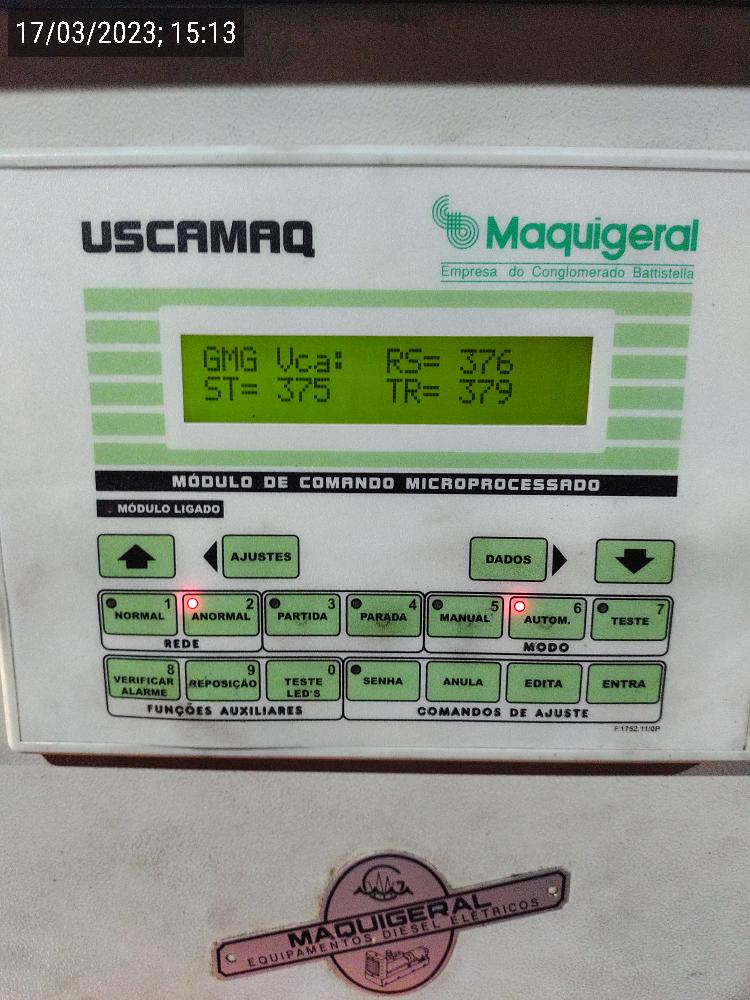 17/03/2023; 15:13
USCAMAQ
Maquigeral
Empresa do Conglomerado Battistella
GMG Vca: RS= 376
ST= 375 TR= 379
MÓDULO DE COMANDO MICROPROCESSADO
MÓDULO LIGADO
AJUSTES
DADOS
1 NORMAL
2 ANORMAL
3 PARTIDA
4 PARADA
5 MANUAL
6 AUTOM.
7 TESTE
REDE
MODO
8 VERIFICAR ALARME
9 REPOSIÇÃO
0 TESTE LED'S
SENHA
ANULA
EDITA
ENTRA
FUNÇÕES AUXILIARES
COMANDOS DE AJUSTE
F.1752.11/0P
MAQUIGERAL
EQUIPAMENTOS DIESEL ELÉTRICOS